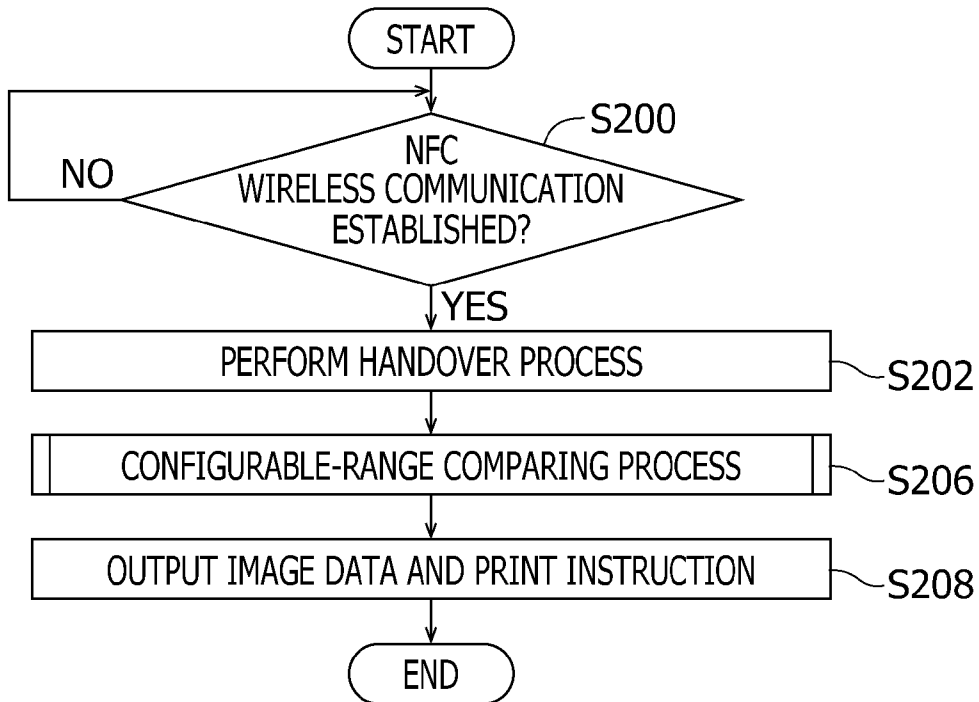 START
S200
NFC
WIRELESS COMMUNICATION
ESTABLISHED?
NO
YES
PERFORM HANDOVER PROCESS
S202
CONFIGURABLE-RANGE COMPARING PROCESS
S206
OUTPUT IMAGE DATA AND PRINT INSTRUCTION
S208
END